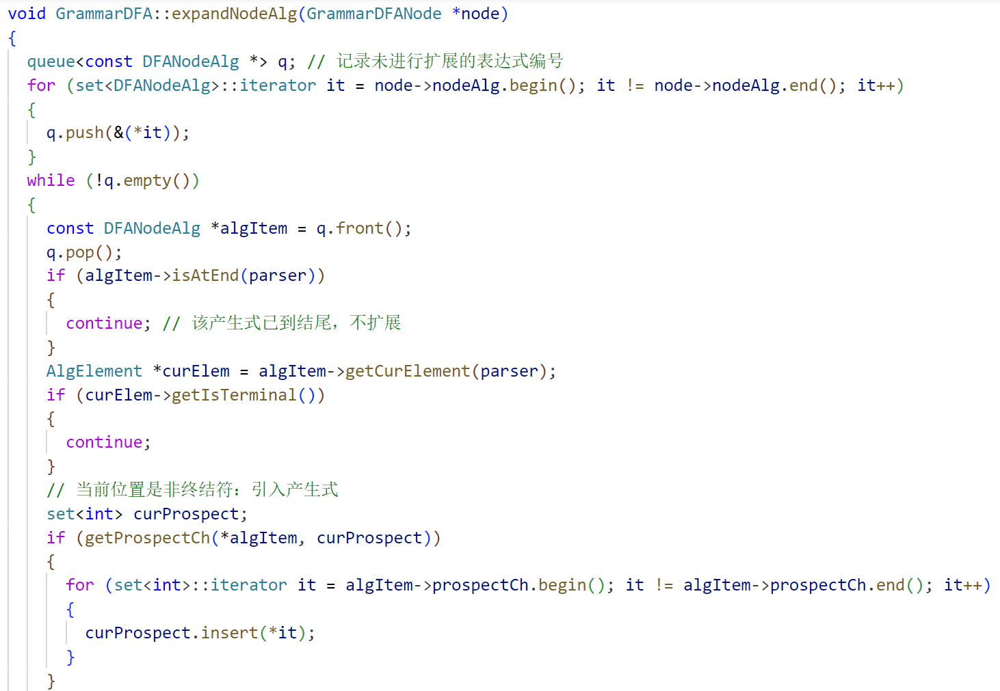 void GrammarDFA::expandNodeAlg(GrammarDFANode *node)
{
  queue<const DFANodeAlg *> q; // 记录未进行扩展的表达式编号
  for (set<DFANodeAlg>::iterator it = node->nodeAlg.begin(); it != node->nodeAlg.end(); it++)
  {
    q.push(&(*it));
  }
  while (!q.empty())
  {
    const DFANodeAlg *algItem = q.front();
    q.pop();
    if (algItem->isAtEnd(parser))
    {
      continue; // 该产生式已到结尾，不扩展
    }
    AlgElement *curElem = algItem->getCurElement(parser);
    if (curElem->getIsTerminal())
    {
      continue;
    }
    // 当前位置是非终结符：引入产生式
    set<int> curProspect;
    if (getProspectCh(*algItem, curProspect))
    {
      for (set<int>::iterator it = algItem->prospectCh.begin(); it != algItem->prospectCh.end(); it++)
      {
        curProspect.insert(*it);
      }
    }